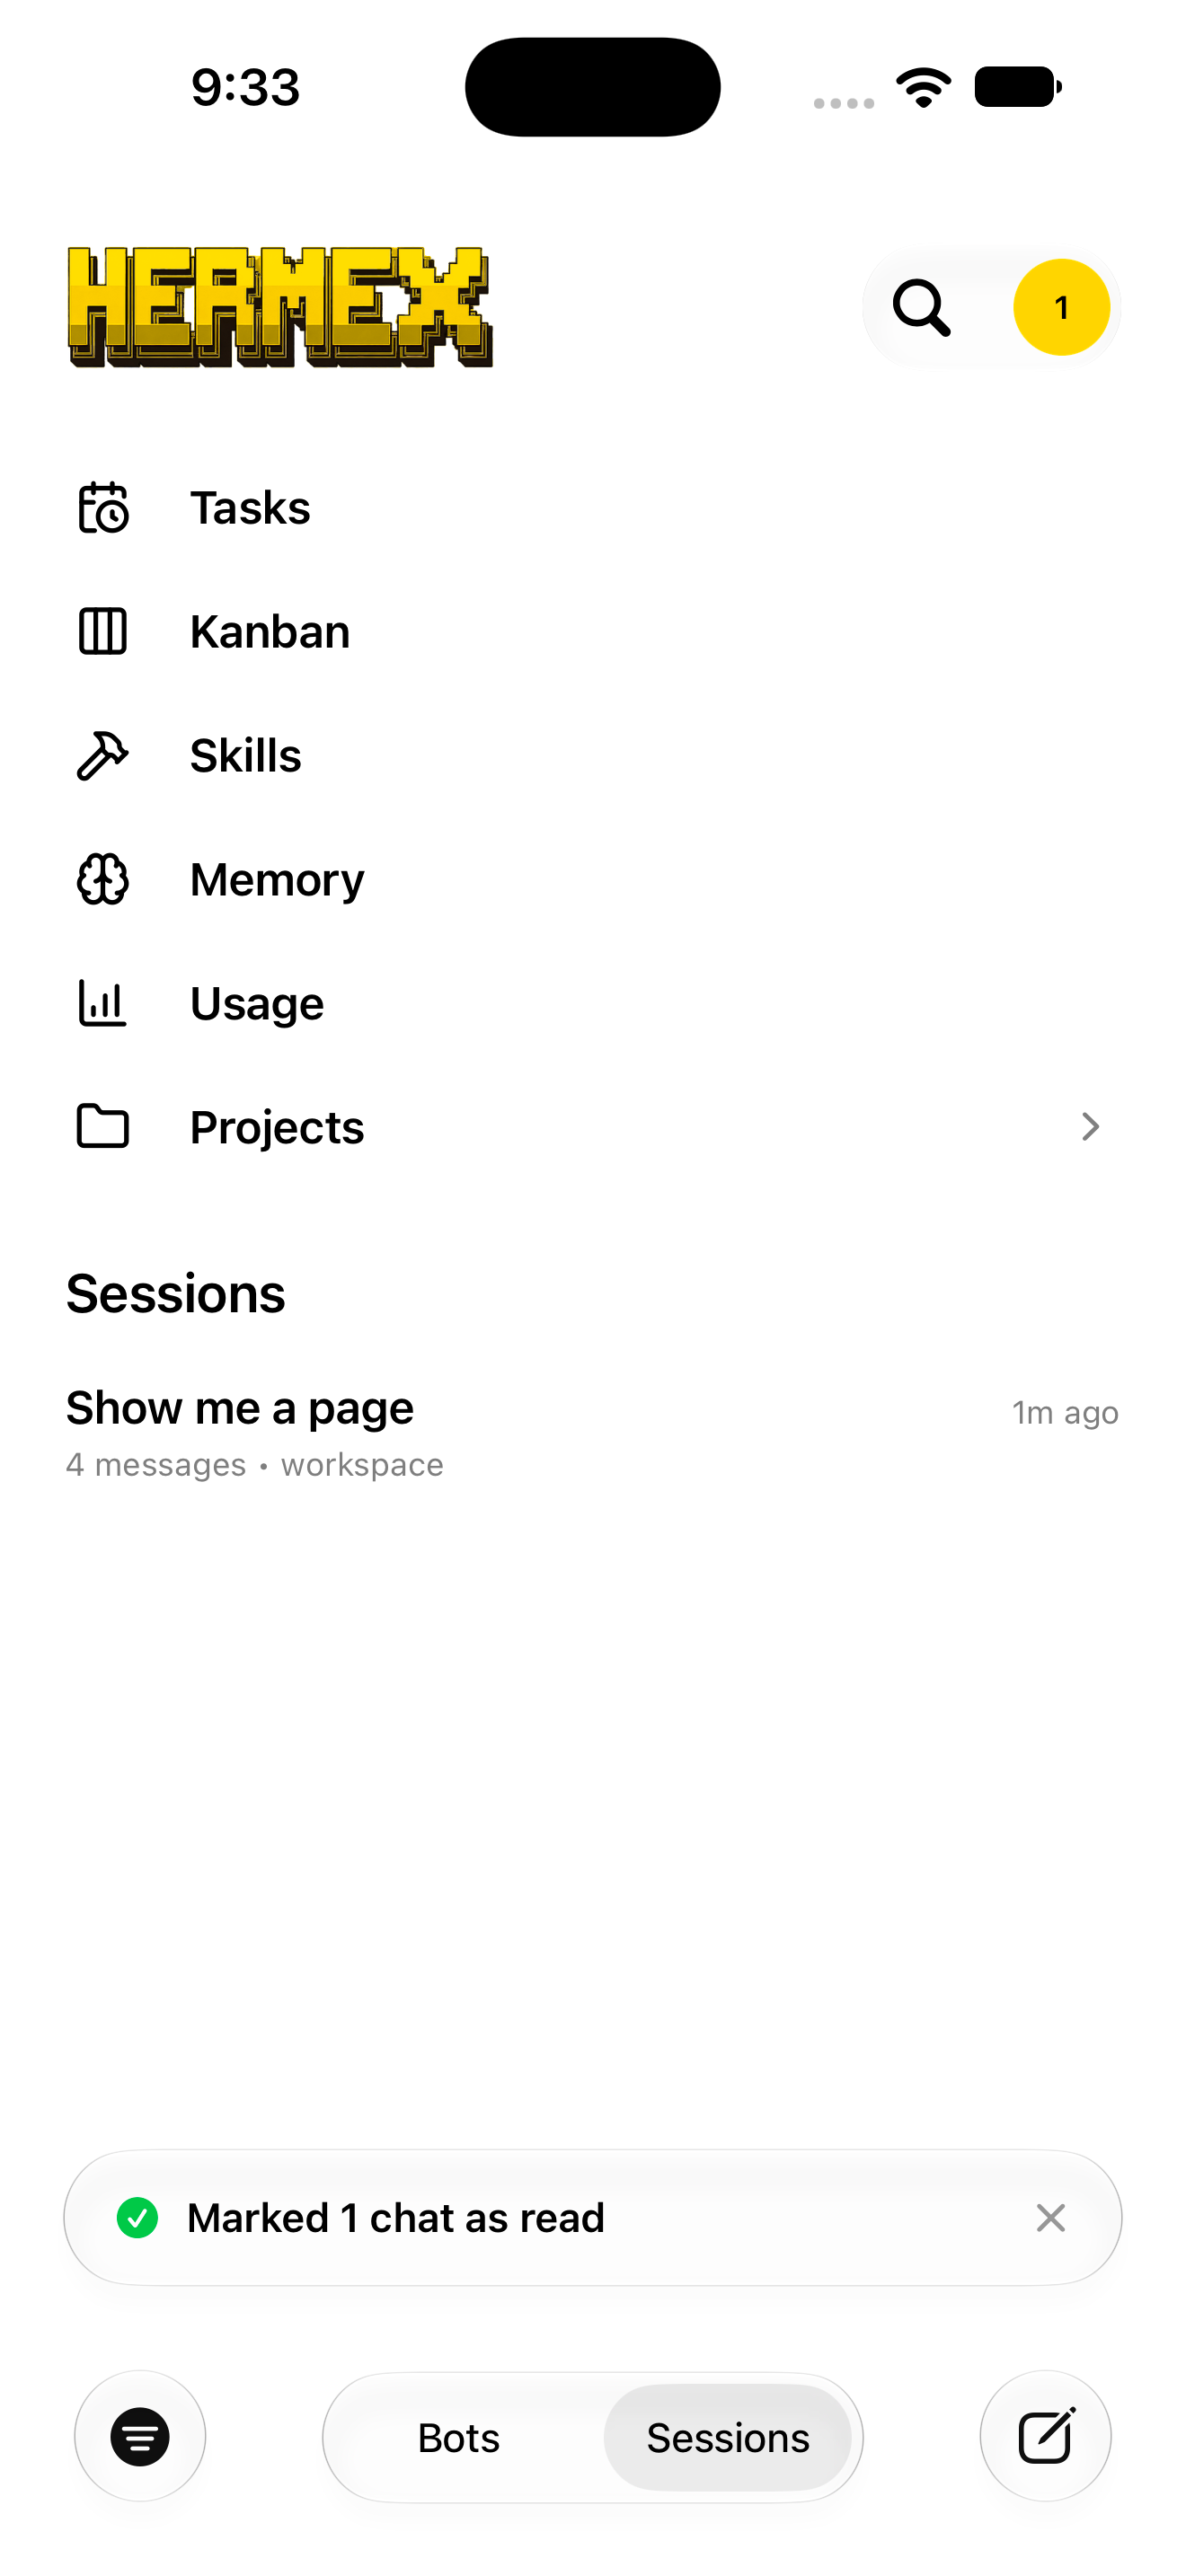 9:33
HERMEX
1
Tasks
Kanban
Skills
Memory
Usage
Projects
Sessions
Show me a page
1m ago
4 messages • workspace
Marked 1 chat as read
Bots
Sessions